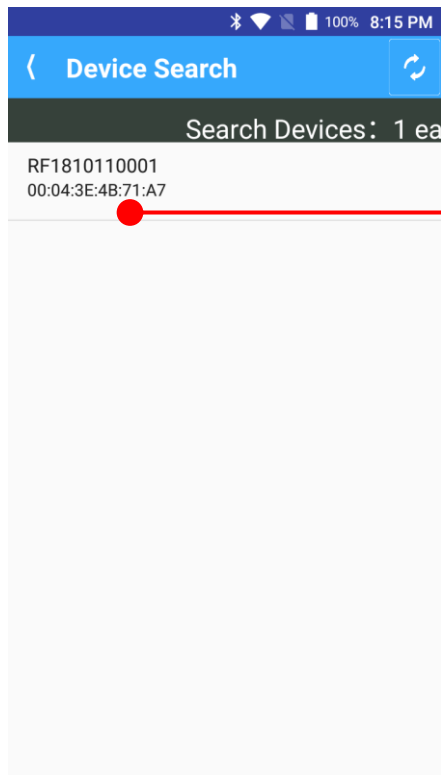 100% 8:15 PM
Device Search
Search Devices： 1 ea
RF1810110001
00:04:3E:4B:71:A7